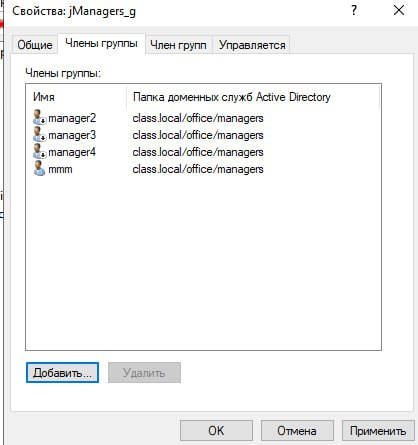 Свойства: jManagers_g
Общие Члены группы Член групп Управляется
Члены группы:
Имя Папка доменных служб Active Directory
manager2 class.local/office/managers
manager3 class.local/office/managers
manager4 class.local/office/managers
mmm class.local/office/managers
Добавить... Удалить
OK Отмена Применить